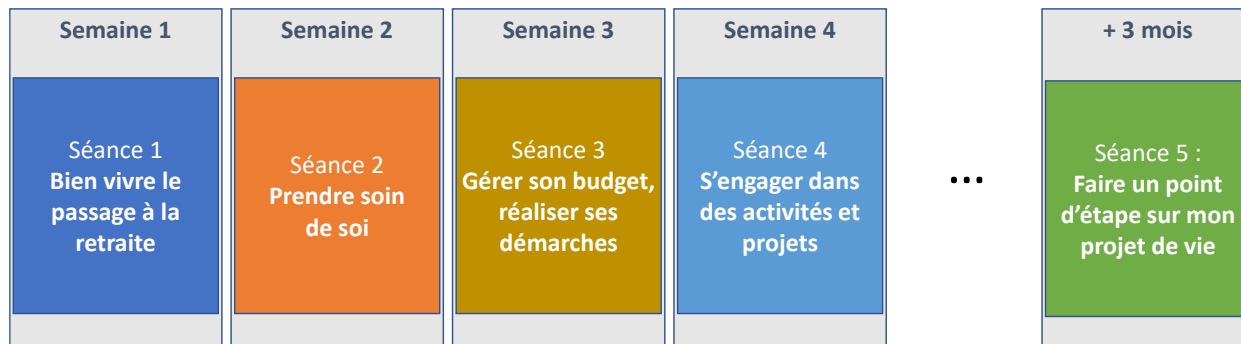 Semaine 1
Semaine 2
Semaine 3
Semaine 4
+ 3 mois
Séance 1
Bien vivre le
passage à la
retraite
Séance 2
Prendre soin
de soi
Séance 3
Gérer son budget,
réaliser ses
démarches
Séance 4
S’engager dans
des activités et
projets
...
Séance 5 :
Faire un point
d’étape sur mon
projet de vie